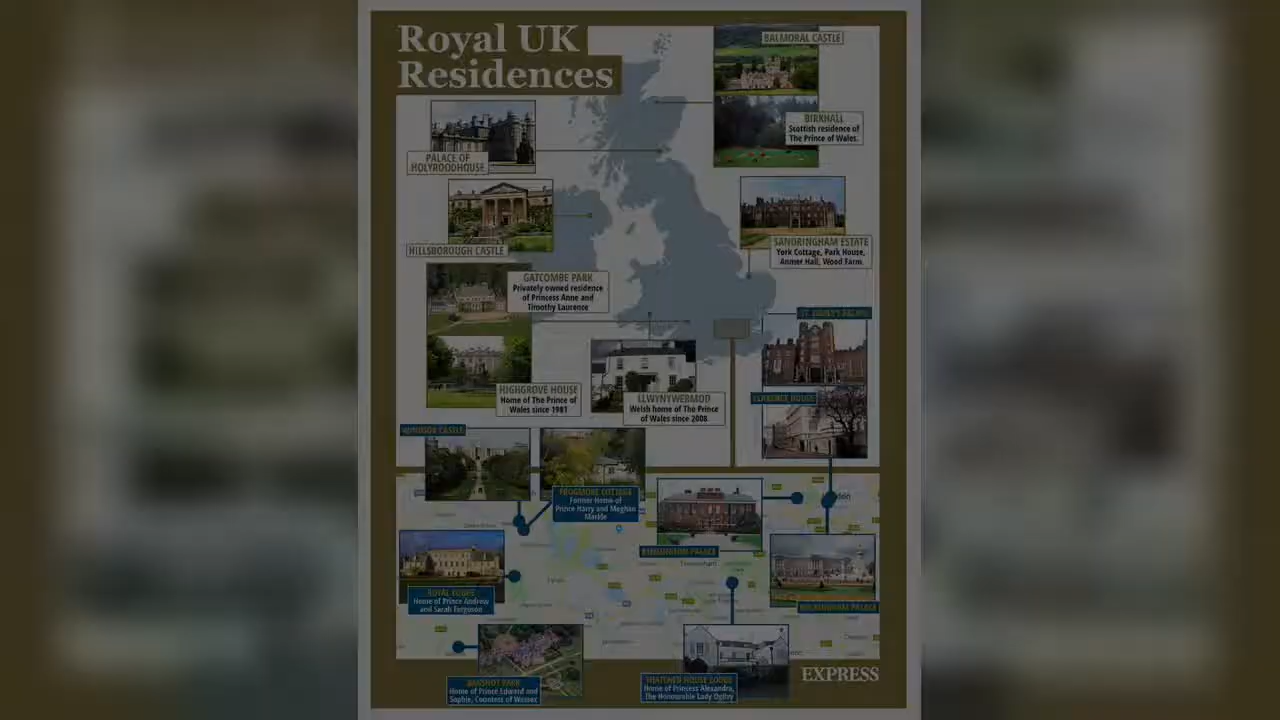 Royal UK
Residences
BALMORAL CASTLE
BIRKHALL
Scottish residence of
The Prince of Wales.
PALACE OF
HOLYROODHOUSE
HILLSBOROUGH CASTLE
SANDRINGHAM ESTATE
York Cottage, Park House,
Anmer Hall, Wood Farm.
GATCOMBE PARK
Privately owned residence
of Princess Anne and
Timothy Laurence
HIGHGROVE HOUSE
Home of The Prince of
Wales since 1981
LLWYNYWERMOD
Welsh home of The Prince
of Wales since 2008
ST. JAMES'S PALACE
CLARENCE HOUSE
WINDSOR CASTLE
FROGMORE COTTAGE
Former Home of
Prince Harry and Meghan
Markle
KENSINGTON PALACE
ROYAL LODGE
Home of Prince Andrew
and Sarah Ferguson
BUCKINGHAM PALACE
BAGSHOT PARK
Home of Prince Edward and
Sophie, Countess of Wessex
THATCHED HOUSE LODGE
Home of Princess Alexandra,
The Honourable Lady Ogilvy
EXPRESS